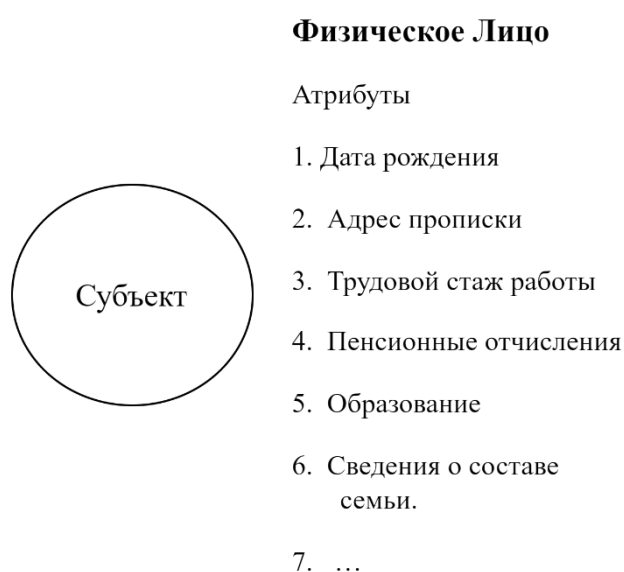 Физическое Лицо
Атрибуты
1. Дата рождения
2. Адрес прописки
Субъект
3. Трудовой стаж работы
4. Пенсионные отчисления
5. Образование
6. Сведения о составе
семьи.
7. ...